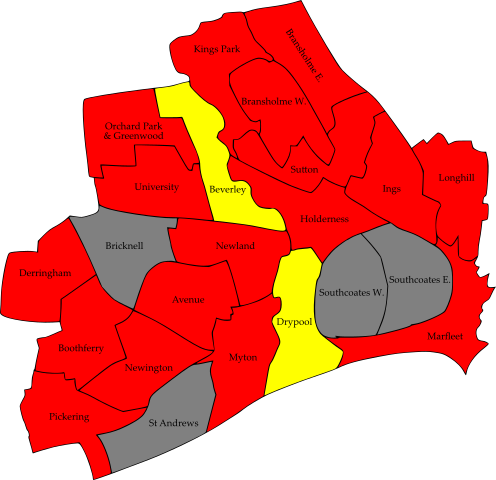 Kings Park
Bransholme E.
Bransholme W.
Orchard Park
& Greenwood
Sutton
Longhill
University
Beverley
Ings
Holderness
Bricknell
Newland
Derringham
Southcoates E.
Southcoates W.
Avenue
Drypool
Marfleet
Boothferry
Myton
Newington
Pickering
St Andrews